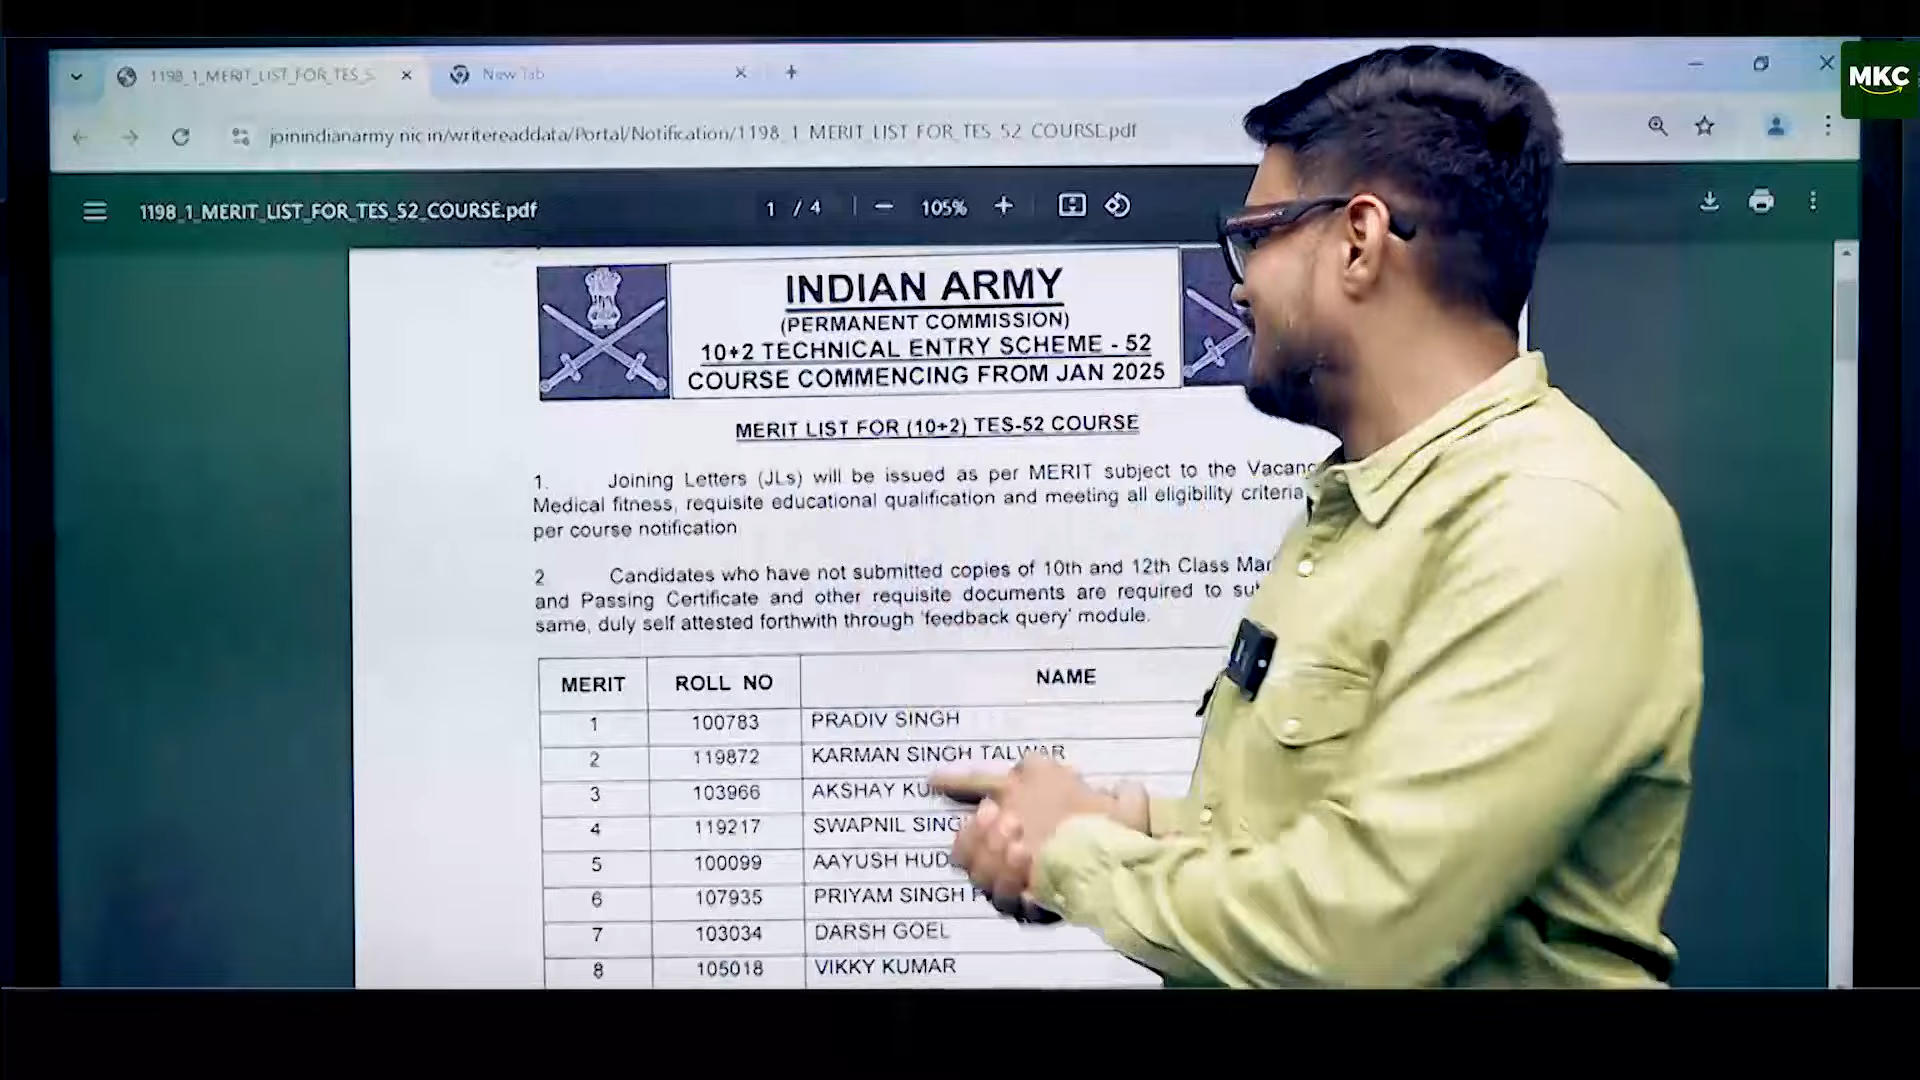 1198_1_MERIT_LIST_FOR_TES_5
New Tab
MKC
joinindianarmy.nic.in/writereaddata/Portal/Notification/1198_1_MERIT_LIST_FOR_TES_52_COURSE.pdf
1198_1_MERIT_LIST_FOR_TES_52_COURSE.pdf
1 / 4
105%
INDIAN ARMY
(PERMANENT COMMISSION)
10+2 TECHNICAL ENTRY SCHEME - 52
COURSE COMMENCING FROM JAN 2025
MERIT LIST FOR (10+2) TES-52 COURSE
1. Joining Letters (JLs) will be issued as per MERIT subject to the
Medical fitness, requisite educational qualification and meeting all eligibility criteria
per course notification
2 Candidates who have not submitted copies of 10th and 12th Class
and Passing Certificate and other requisite documents are required to
same, duly self attested forthwith through 'feedback query' module.
MERIT ROLL NO NAME
1 100783 PRADIV SINGH
2 119872 KARMAN SINGH TALWAR
3 103966 AKSHAY
4 119217 SWAPNIL
5 100099 AAYUSH
6 107935 PRIYAM SINGH
7 103034 DARSH GOEL
8 105018 VIKKY KUMAR